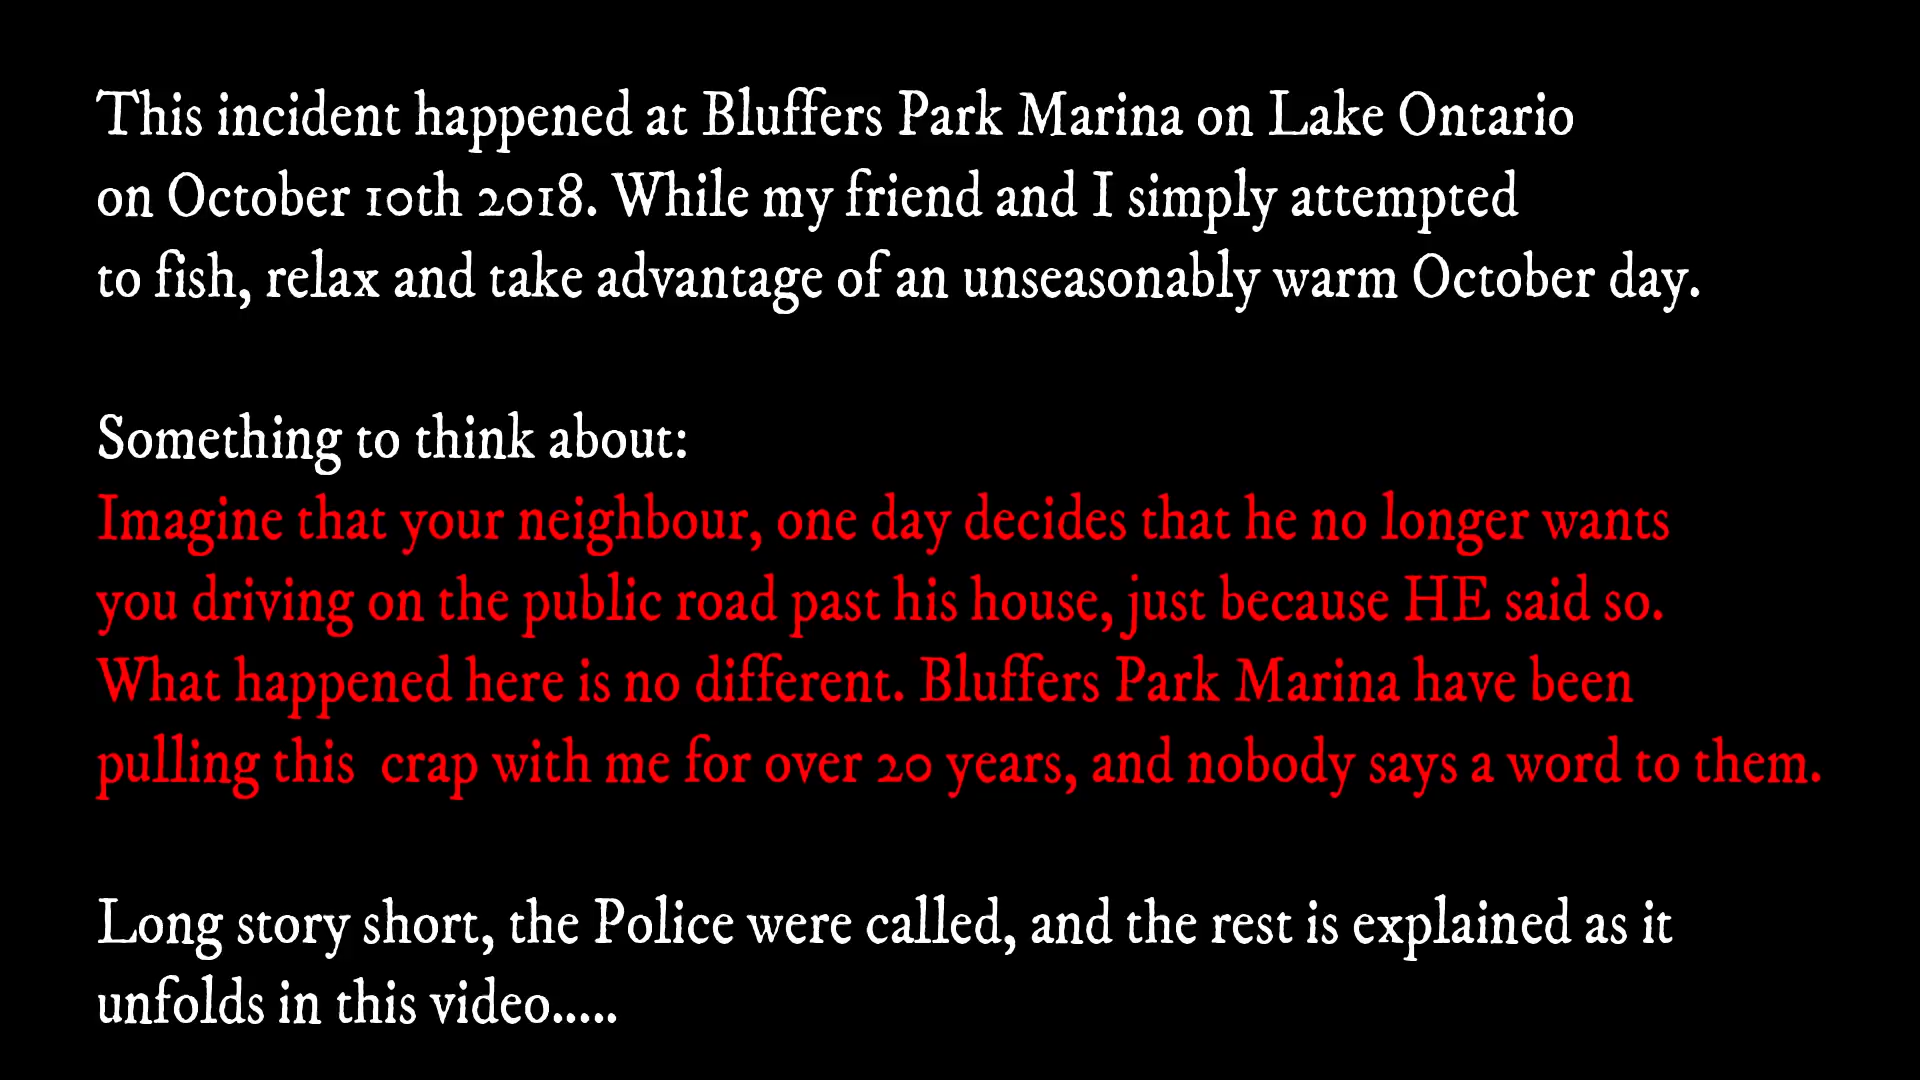 This incident happened at Bluffers Park Marina on Lake Ontario
on October 10th 2018. While my friend and I simply attempted
to fish, relax and take advantage of an unseasonably warm October day.
Something to think about:
Imagine that your neighbour, one day decides that he no longer wants
you driving on the public road past his house, just because HE said so.
What happened here is no different. Bluffers Park Marina have been
pulling this  crap with me for over 20 years, and nobody says a word to them.
Long story short, the Police were called, and the rest is explained as it
unfolds in this video.....